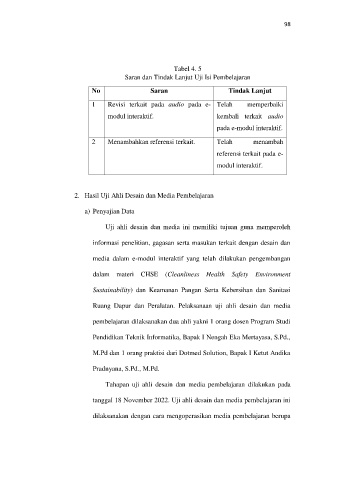 98
Tabel 4. 5
Saran dan Tindak Lanjut Uji Isi Pembelajaran
No Saran Tindak Lanjut
1 Revisi terkait pada audio pada e- Telah memperbaiki
modul interaktif. kembali terkait audio
pada e-modul interaktif.
2 Menambahkan referensi terkait. Telah menambah
referensi terkait pada e-
modul interaktif.
2. Hasil Uji Ahli Desain dan Media Pembelajaran
a) Penyajian Data
Uji ahli desain dan media ini memiliki tujuan guna memperoleh
informasi penelitian, gagasan serta masukan terkait dengan desain dan
media dalam e-modul interaktif yang telah dilakukan pengembangan
dalam materi CHSE (Cleanliness Health Safety Environment
Sustainability) dan Keamanan Pangan Serta Kebersihan dan Sanitasi
Ruang Dapur dan Peralatan. Pelaksanaan uji ahli desain dan media
pembelajaran dilaksanakan dua ahli yakni 1 orang dosen Program Studi
Pendidikan Teknik Informatika, Bapak I Nengah Eka Mertayasa, S.Pd.,
M.Pd dan 1 orang praktisi dari Dotmed Solution, Bapak I Ketut Andika
Pradnyana, S.Pd., M.Pd.
Tahapan uji ahli desain dan media pembelajaran dilakukan pada
tanggal 18 November 2022. Uji ahli desain dan media pembelajaran ini
dilaksanakan dengan cara mengoperasikan media pembelajaran berupa